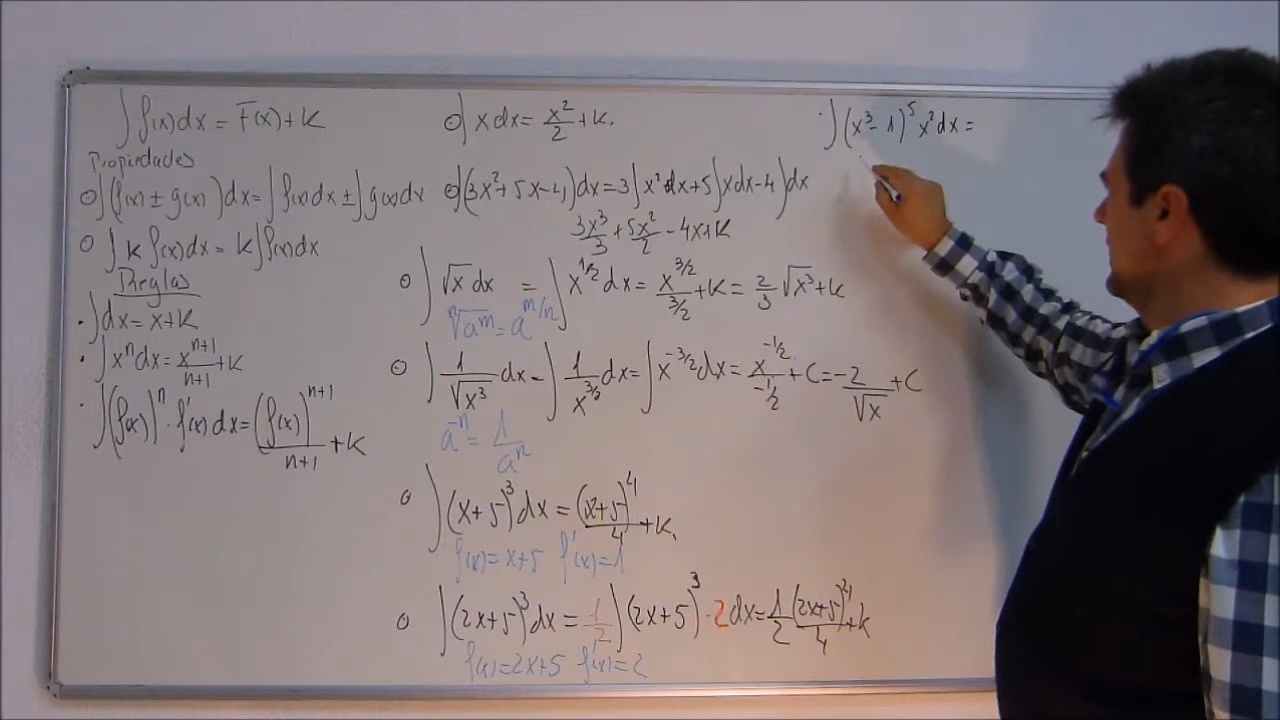 ∫f(x)dx = F(x)+K
Propiedades
∫(f(x) ± g(x))dx = ∫f(x)dx ± ∫g(x)dx
∫K f(x)dx = K∫f(x)dx
Reglas
∫dx = x+K
∫xⁿdx = xⁿ⁺¹/(n+1) + K
∫(f(x))ⁿ · f'(x)dx = (f(x))ⁿ⁺¹/(n+1) + K
∫x dx = x²/2 + K.
∫(3x²+5x-4)dx = 3∫x²dx+5∫xdx-4∫dx
3x³/3 + 5x²/2 - 4x+K
∫√x dx = ∫x^(1/2) dx = x^(3/2)/(3/2) + K = 2/3 √x³ + K
ⁿ√aᵐ = a^(m/n)
∫1/√x³ dx = ∫1/x^(3/2) dx = ∫x^(-3/2) dx = x^(-1/2)/(-1/2) + C = -2/√x + C
a⁻ⁿ = 1/aⁿ
∫(x+5)³dx = (x+5)⁴/4 + K.
f(x)=x+5 f'(x)=1
∫(2x+5)³dx = 1/2 ∫(2x+5)³ · 2dx = 1/2 (2x+5)⁴/4 + K
f(x)=2x+5 f'(x)=2
∫(x³-1)⁵ x²dx =